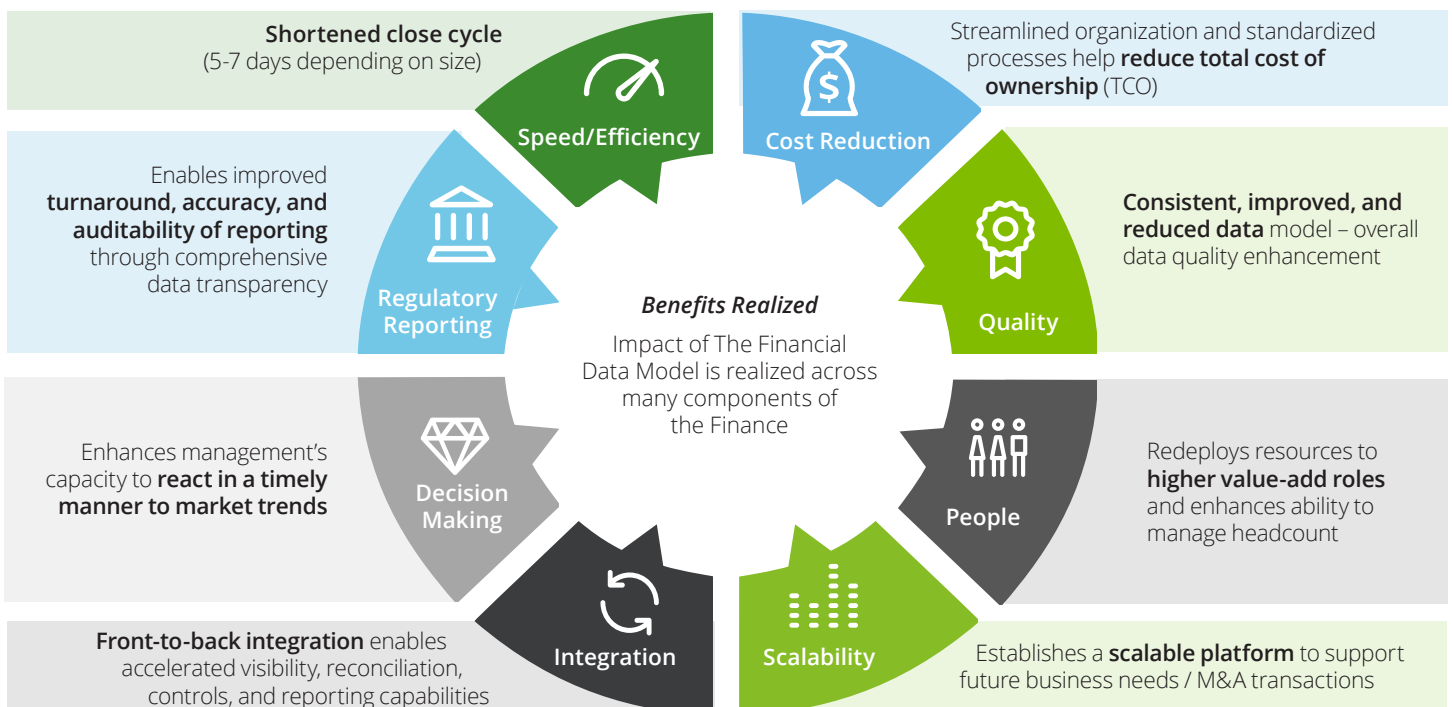 Shortened close cycle
(5-7 days depending on size)
Speed/Efficiency
$
Cost Reduction
Streamlined organization and standardized
processes help reduce total cost of
ownership (TCO)
Enables improved
turnaround, accuracy, and
auditability of reporting
through comprehensive
data transparency
Regulatory
Reporting
Quality
Consistent, improved, and
reduced data model – overall
data quality enhancement
Benefits Realized
Impact of The Financial
Data Model is realized across
many components of
the Finance
Enhances management’s
capacity to react in a timely
manner to market trends
Decision
Making
People
Redeploys resources to
higher value-add roles
and enhances ability to
manage headcount
Front-to-back integration enables
accelerated visibility, reconciliation,
controls, and reporting capabilities
Integration
Scalability
Establishes a scalable platform to support
future business needs / M&A transactions